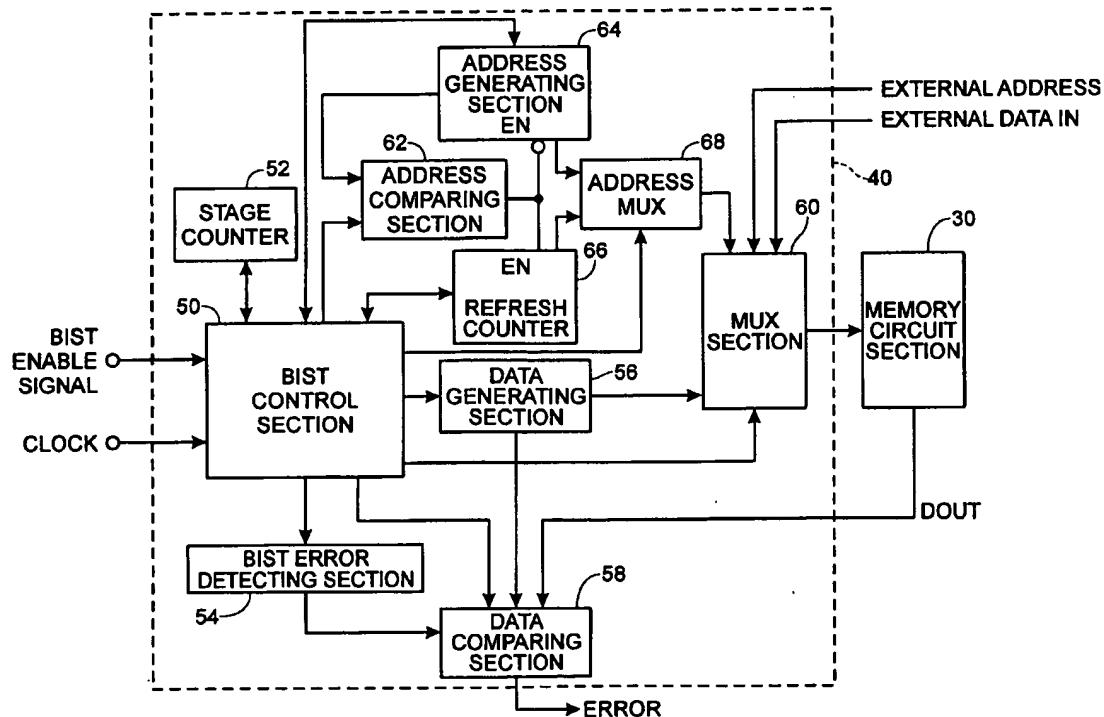 64
ADDRESS
GENERATING
SECTION
EN
EXTERNAL ADDRESS
EXTERNAL DATA IN
62
ADDRESS
COMPARING
SECTION
68
ADDRESS
MUX
40
52
STAGE
COUNTER
60
MUX
SECTION
30
MEMORY
CIRCUIT
SECTION
EN
66
REFRESH
COUNTER
50
BIST
CONTROL
SECTION
BIST
ENABLE
SIGNAL
CLOCK
56
DATA
GENERATING
SECTION
DOUT
BIST ERROR
DETECTING SECTION
54
58
DATA
COMPARING
SECTION
ERROR